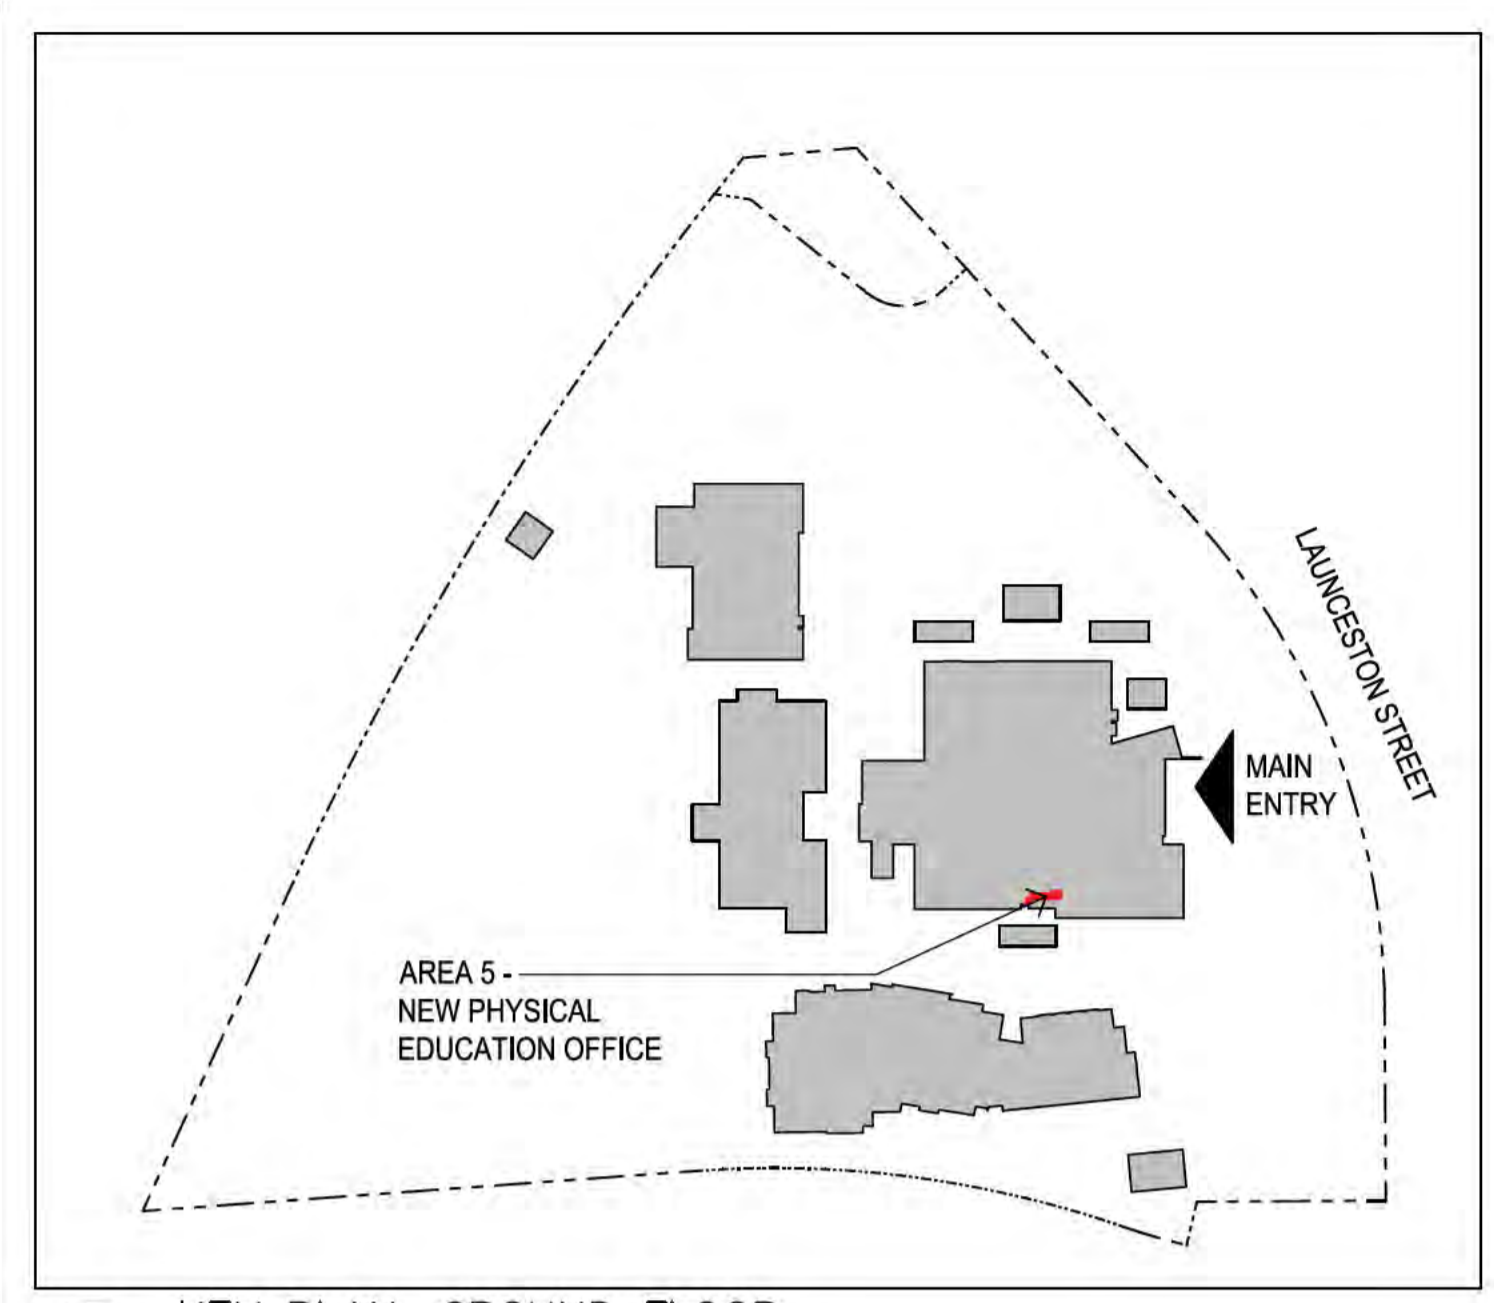 LAUNCESTON STREET
MAIN
ENTRY
AREA 5 -
NEW PHYSICAL
EDUCATION OFFICE